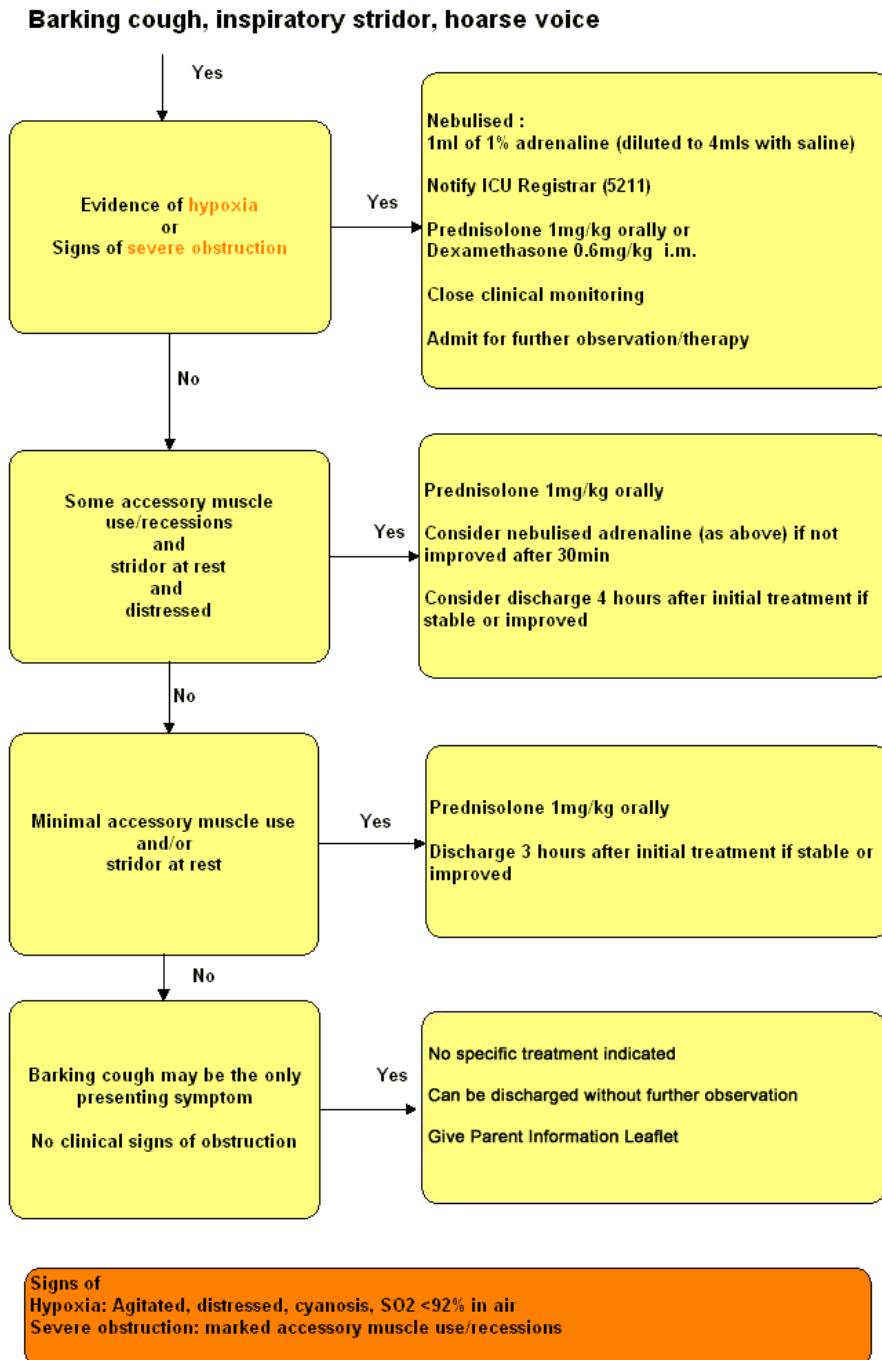 Barking cough, inspiratory stridor, hoarse voice
Yes
Evidence of hypoxia
or
Signs of severe obstruction
Yes
Nebulised :
1ml of 1% adrenaline (diluted to 4mls with saline)
Notify ICU Registrar (5211)
Prednisolone 1mg/kg orally or
Dexamethasone 0.6mg/kg i.m.
Close clinical monitoring
Admit for further observation/therapy
No
Some accessory muscle
use/recessions
and
stridor at rest
and
distressed
Yes
Prednisolone 1mg/kg orally
Consider nebulised adrenaline (as above) if not
improved after 30min
Consider discharge 4 hours after initial treatment if
stable or improved
No
Minimal accessory muscle use
and/or
stridor at rest
Yes
Prednisolone 1mg/kg orally
Discharge 3 hours after initial treatment if stable or
improved
No
Barking cough may be the only
presenting symptom
No clinical signs of obstruction
Yes
No specific treatment indicated
Can be discharged without further observation
Give Parent Information Leaflet
Signs of
Hypoxia: Agitated, distressed, cyanosis, SO2 <92% in air
Severe obstruction: marked accessory muscle use/recessions